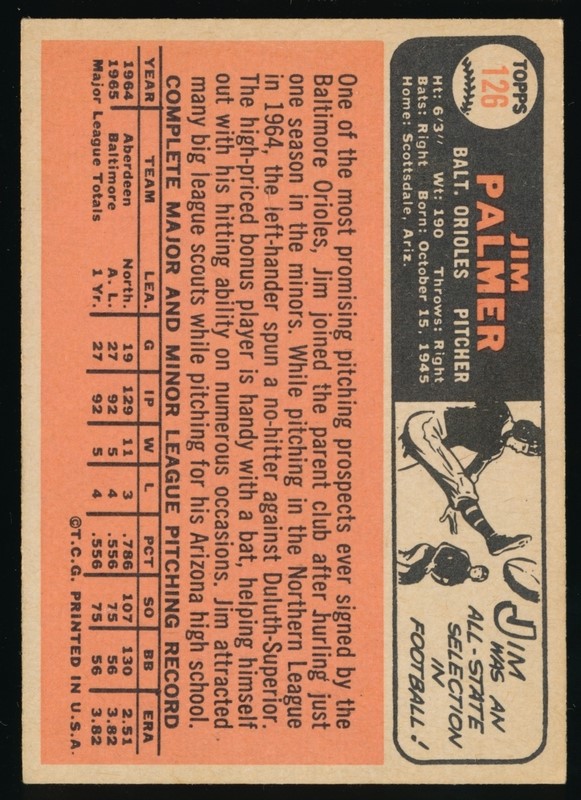 TOPPS
126
JIM
PALMER
BALT. ORIOLES PITCHER
Ht: 6'3" Wt: 190 Throws: Right
Bats: Right Born: October 15, 1945
Home: Scottsdale, Ariz.
JIM
WAS AN
ALL-STATE
SELECTION
IN
FOOTBALL!
One of the most promising pitching prospects ever signed by the
Baltimore Orioles, Jim joined the parent club after hurling just
one season in the minors. While pitching in the Northern League
in 1964, the left-hander spun a no-hitter against Duluth-Superior.
The high-priced bonus player is handy with a bat, helping himself
out with his hitting ability on numerous occasions. Jim attracted
many big league scouts while pitching for his Arizona high school.
COMPLETE MAJOR AND MINOR LEAGUE PITCHING RECORD
YEAR TEAM LEA. G IP W L PCT SO BB ERA
1964 Aberdeen North. 19 129 11 3 .786 107 130 2.51
1965 Baltimore A. L. 27 92 5 4 .556 75 56 3.82
Major League Totals 1 Yr. 27 92 5 4 .556 75 56 3.82
©T.C.G. PRINTED IN U.S.A.